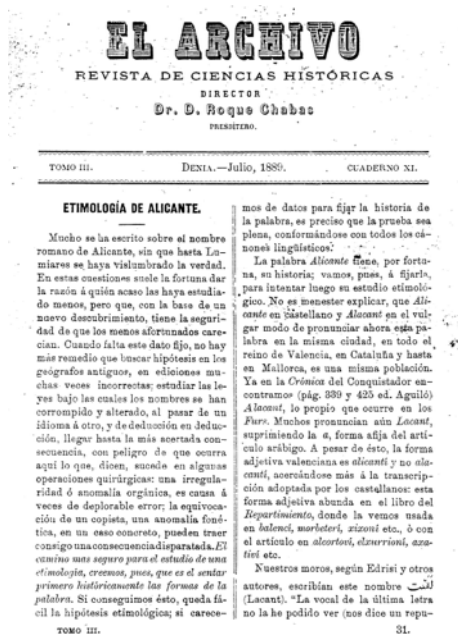 EL ARCHIVO
REVISTA DE CIENCIAS HISTÓRICAS
DIRECTOR
Dr. D. Roque Chabas
PRESBÍTERO.
TOMO III.
DENIA.—Julio, 1889.
CUADERNO XI.
ETIMOLOGÍA DE ALICANTE.
Mucho se ha escrito sobre el nombre
romano de Alicante, sin que hasta Lu-
miares se haya vislumbrado la verdad.
En estas cuestiones suele la fortuna dar
la razón á quién acaso las haya estudia-
do menos, pero que, con la base de un
nuevo descubrimiento, tiene la seguri-
dad de que los menos afortunados care-
cian. Cuando falta este dato fijo, no hay
más remedio que buscar hipótesis en los
geógrafos antiguos, en ediciones mu-
chas veces incorrectas; estudiar las le-
yes bajo las cuales los nombres se han
corrompido y alterado, al pasar de un
idioma á otro, y de deducción en deduc-
ción, llegar hasta la más acertada con-
secuencia, con peligro de que ocurra
aquí lo que, dicen, sucede en algunas
operaciones quirúrgicas: una irregula-
ridad ó anomalía orgánica, es causa á
veces de deplorable error; la equivoca-
ción de un copista, una anomalía foné-
tica, en un caso concreto, pueden traer
consigo una consecuencia disparatada. El
camino mas seguro para el estudio de una
etimología, creemos, pues, que es el sentar
primero históricamente las formas de la
palabra. Si conseguimos ésto, queda fá-
cil la hipótesis etimológica; si carece-
mos de datos para fijar la historia de
la palabra, es preciso que la prueba sea
plena, conformándose con todos los cá-
nones lingüísticos.
La palabra Alicante tiene, por fortu-
na, su historia; vamos, pues, á fijarla,
para intentar luego su estudio etimoló-
gico. No es menester explicar, que Ali-
cante en castellano y Alacant en el vul-
gar modo de pronunciar ahora esta pa-
labra en la misma ciudad, en todo el
reino de Valencia, en Cataluña y hasta
en Mallorca, es una misma población.
Ya en la Crónica del Conquistador en-
contramos (pág. 339 y 425 ed. Aguiló)
Alacant, lo propio que ocurre en los
Furs. Muchos pronuncian aún Lacant,
suprimiendo la a, forma afija del artí-
culo arábigo. A pesar de ésto, la forma
adjetiva valenciana es alicantí y no ala-
cantí, acercándose más á la transcrip-
ción adoptada por los castellanos: esta
forma adjetiva abunda en el libro del
Repartimiento, donde la vemos usada
en balenci, morbeteri, xixoni etc., ó con
el artículo en alcortovi, elxurrioni, axa-
tivi etc.
Nuestros moros, según Edrisi y otros
autores, escribían este nombre لَقَنْت
(Lacant). "La vocal de la última letra
no la he podido ver (nos dice un repu-
TOMO III.
31.